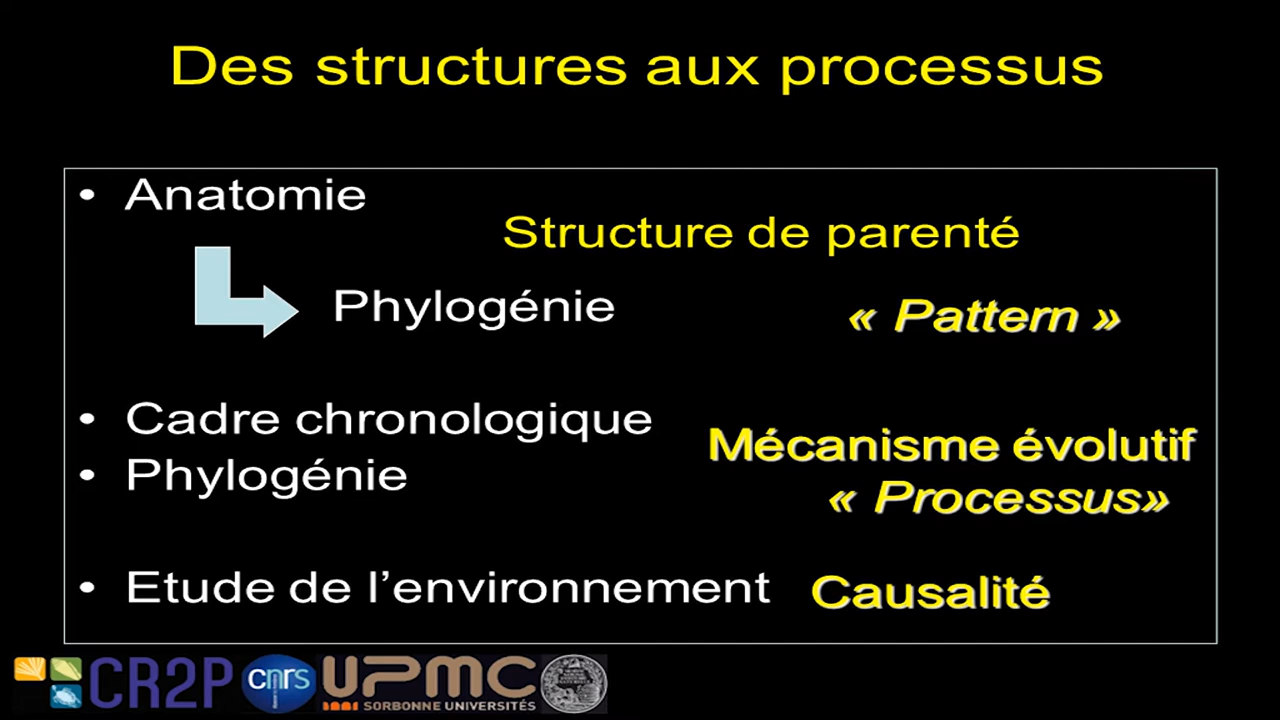 Des structures aux processus
• Anatomie
Structure de parenté
Phylogénie
« Pattern »
• Cadre chronologique
Mécanisme évolutif
• Phylogénie
« Processus»
• Etude de l’environnement
Causalité
CR2P
cnrs
UPMC
SORBONNE UNIVERSITÉS